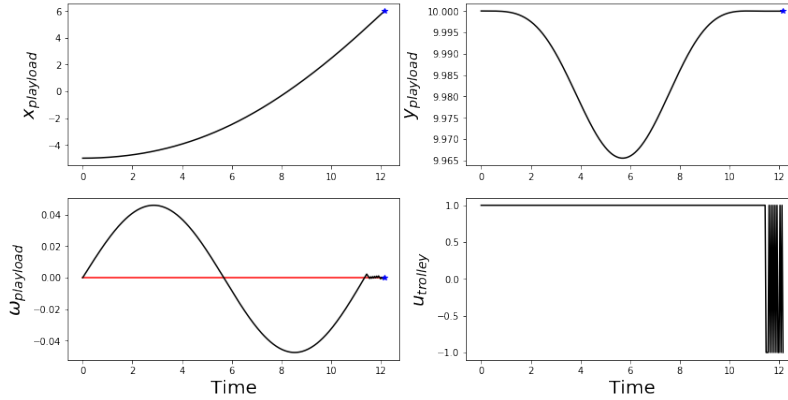 6
4
2
0
−2
−4
x_playload
0 2 4 6 8 10 12
10.000
9.995
9.990
9.985
9.980
9.975
9.970
9.965
y_playload
0 2 4 6 8 10 12
0.04
0.02
0.00
−0.02
−0.04
ω_playload
0 2 4 6 8 10 12
Time
1.0
0.5
0.0
−0.5
−1.0
u_trolley
0 2 4 6 8 10 12
Time